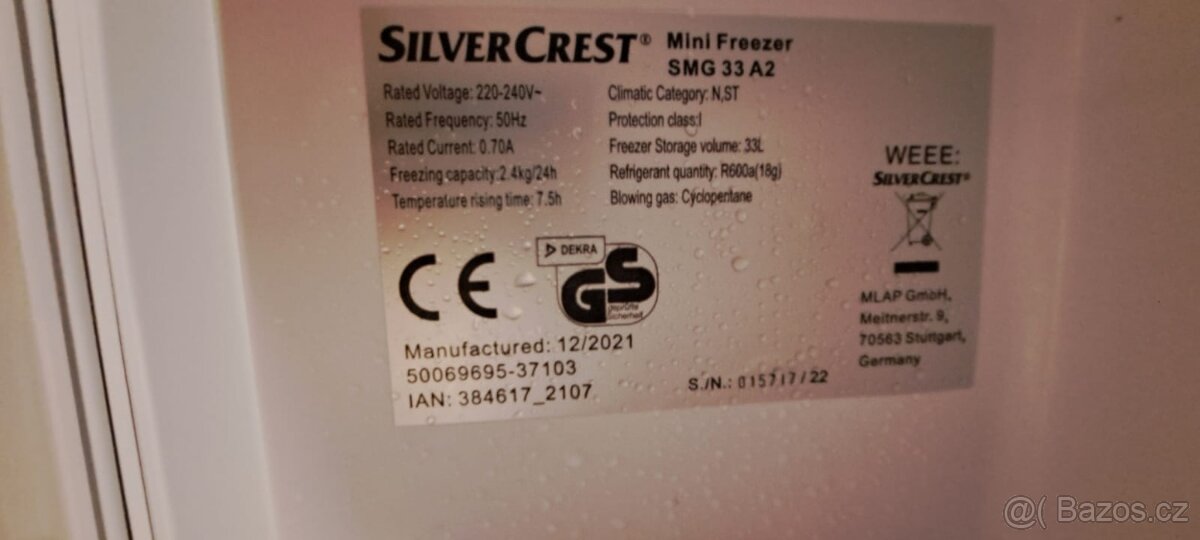 SILVERCREST® Mini Freezer
SMG 33 A2
Rated Voltage: 220-240V~
Rated Frequency: 50Hz
Rated Current: 0.70A
Freezing capacity: 2.4kg/24h
Temperature rising time: 7.5h
Climatic Category: N,ST
Protection class:I
Freezer Storage volume: 33L
Refrigerant quantity: R600a(18g)
Blowing gas: Cyclopentane
WEEE:
SILVERCREST®
MLAP GmbH,
Meitnerstr. 9,
70563 Stuttgart,
Germany
CE
DEKRA
GS
geprüfte
Sicherheit
Manufactured: 12/2021
50069695-37103
IAN: 384617_2107
S./N.: 015717/22
@( Bazos.cz